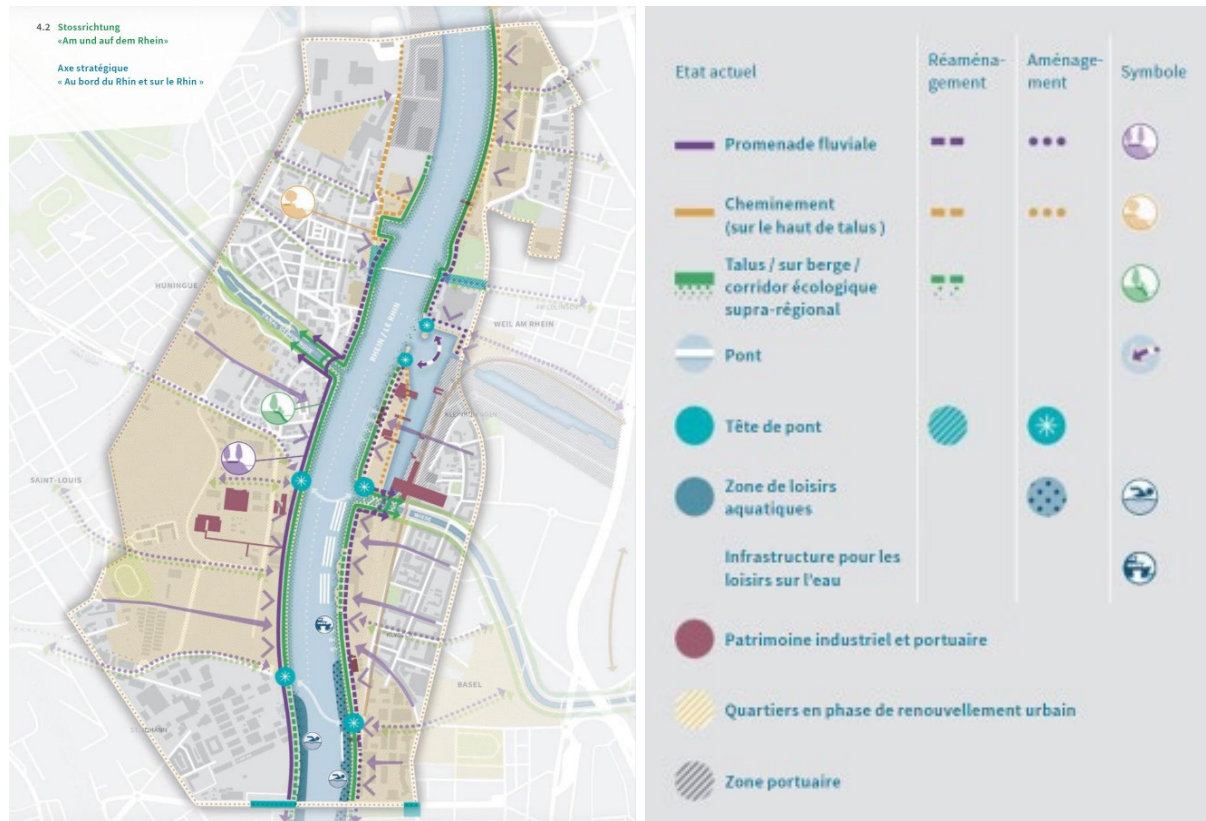 4.2 Stossrichtung
«Am und auf dem Rhein»
Axe stratégique
« Au bord du Rhin et sur le Rhin »
HUNINGUE
RHEIN / LE RHIN
WEIL AM RHEIN
SAINT-LOUIS
BASEL
Etat actuel
Réaména-
gement
Aménage-
ment
Symbole
Promenade fluviale
Cheminement
(sur le haut de talus )
Talus / sur berge /
corridor écologique
supra-régional
Pont
Tête de pont
Zone de loisirs
aquatiques
Infrastructure pour les
loisirs sur l'eau
Patrimoine industriel et portuaire
Quartiers en phase de renouvellement urbain
Zone portuaire